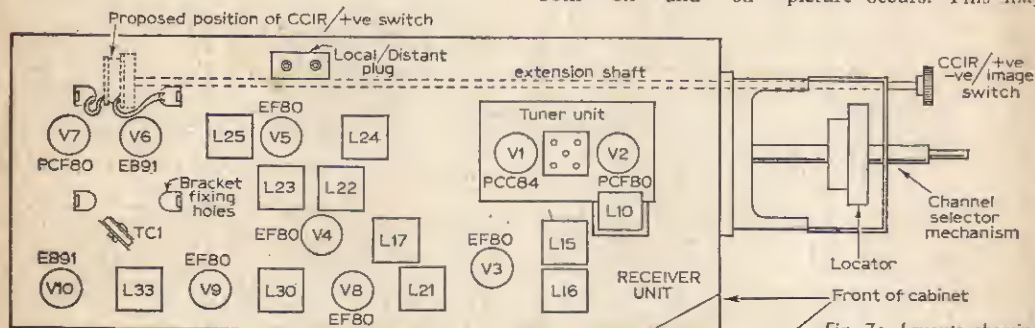 Proposed position of CCIR/+ve switch
Local/Distant
plug
extension shaft
CCIR/+ve
-ve/image
switch
EF80
Tuner unit
V7
V6
L25
V5
L24
V1
V2
PCF80
EB91
PCC84
PCF80
L23
L22
Bracket
fixing
holes
L10
Channel
selector
mechanism
TC1
EF80
V4
L17
EF80
L15
V3
Locator
EB91
EF80
V10
L33
V9
L30
V8
L21
L16
RECEIVER
UNIT
EF80
Front of cabinet